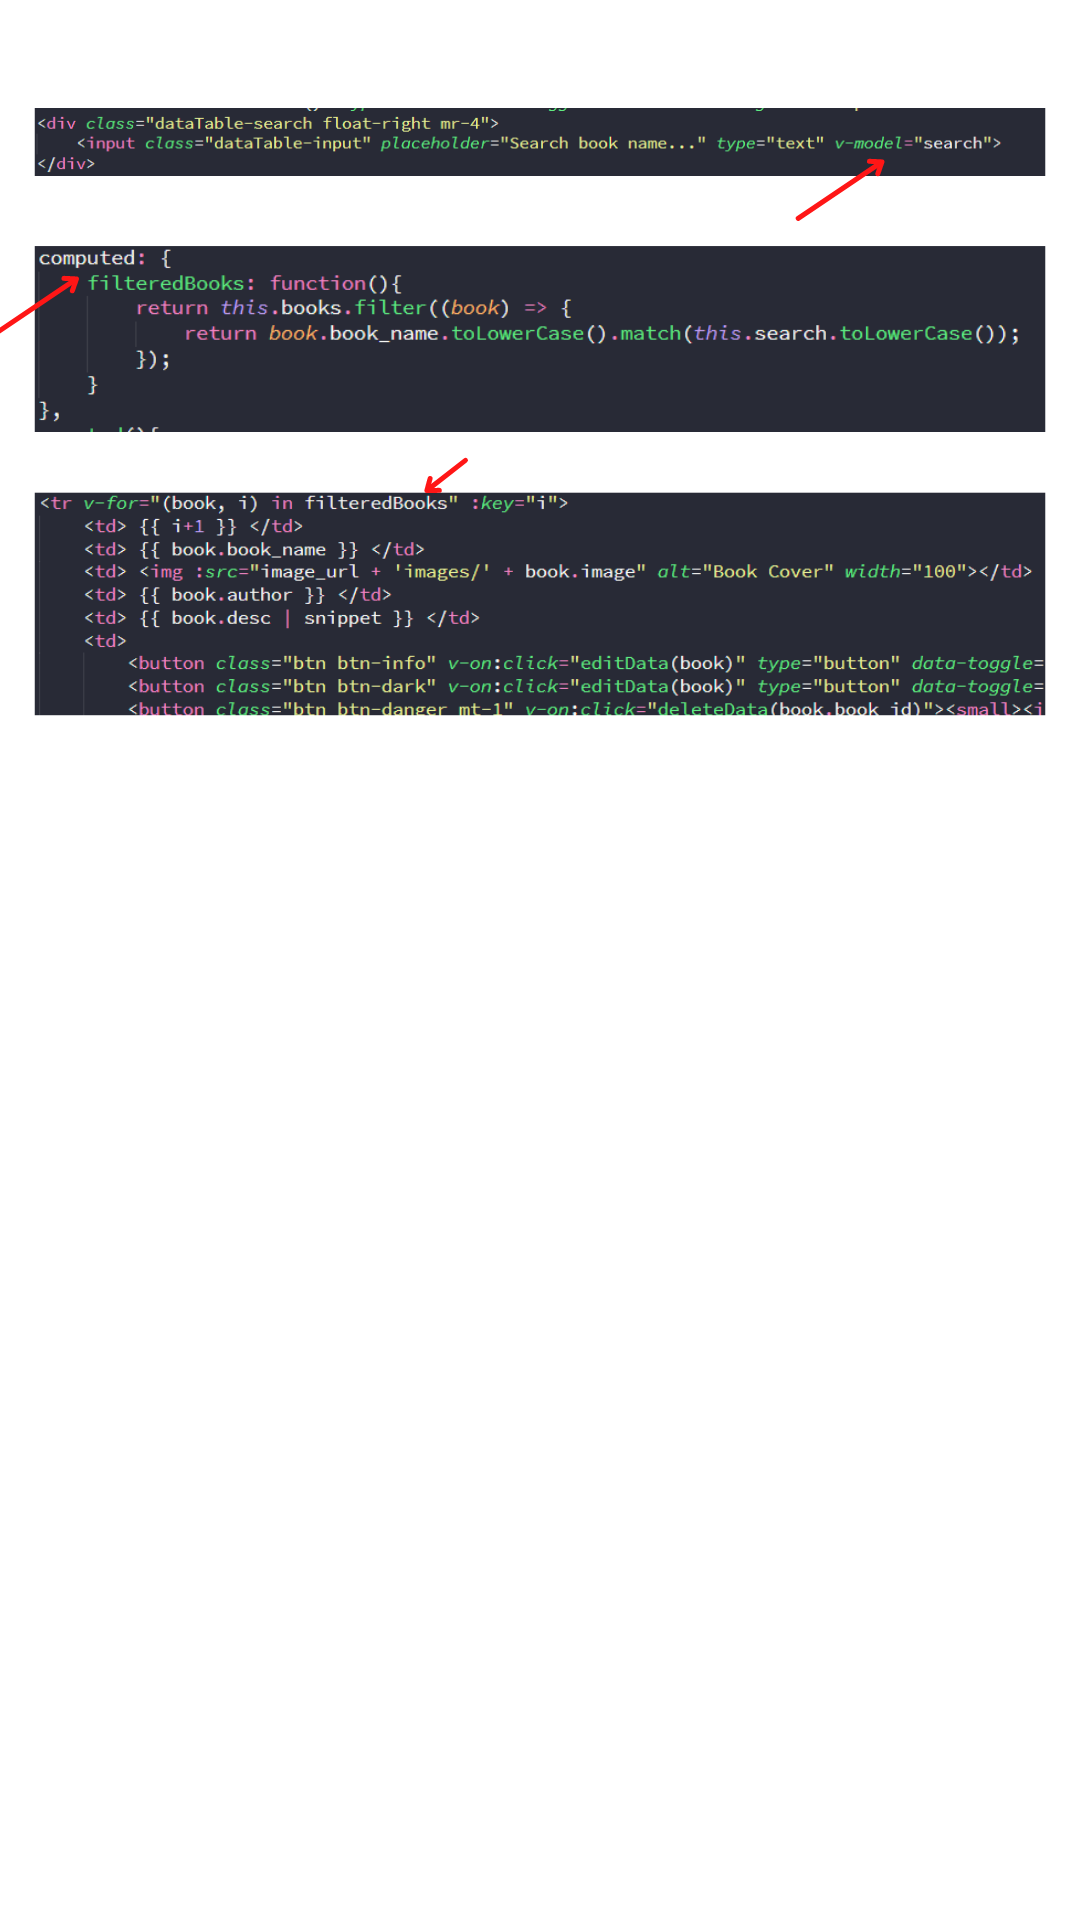 <div class="dataTable-search float-right mr-4">
<input class="dataTable-input" placeholder="Search book name..." type="text" v-model="search">
</div>
computed: {
filteredBooks: function(){
return this.books.filter((book) => {
return book.book_name.toLowerCase().match(this.search.toLowerCase());
});
}
},
<tr v-for="(book, i) in filteredBooks" :key="i">
<td> {{ i+1 }} </td>
<td> {{ book.book_name }} </td>
<td> <img :src="image_url + 'images/' + book.image" alt="Book Cover" width="100"></td>
<td> {{ book.author }} </td>
<td> {{ book.desc | snippet }} </td>
<td>
<button class="btn btn-info" v-on:click="editData(book)" type="button" data-toggle=
<button class="btn btn-dark" v-on:click="editData(book)" type="button" data-toggle=
<button class="btn btn-danger mt-1" v-on:click="deleteData(book.book_id)"><small><i